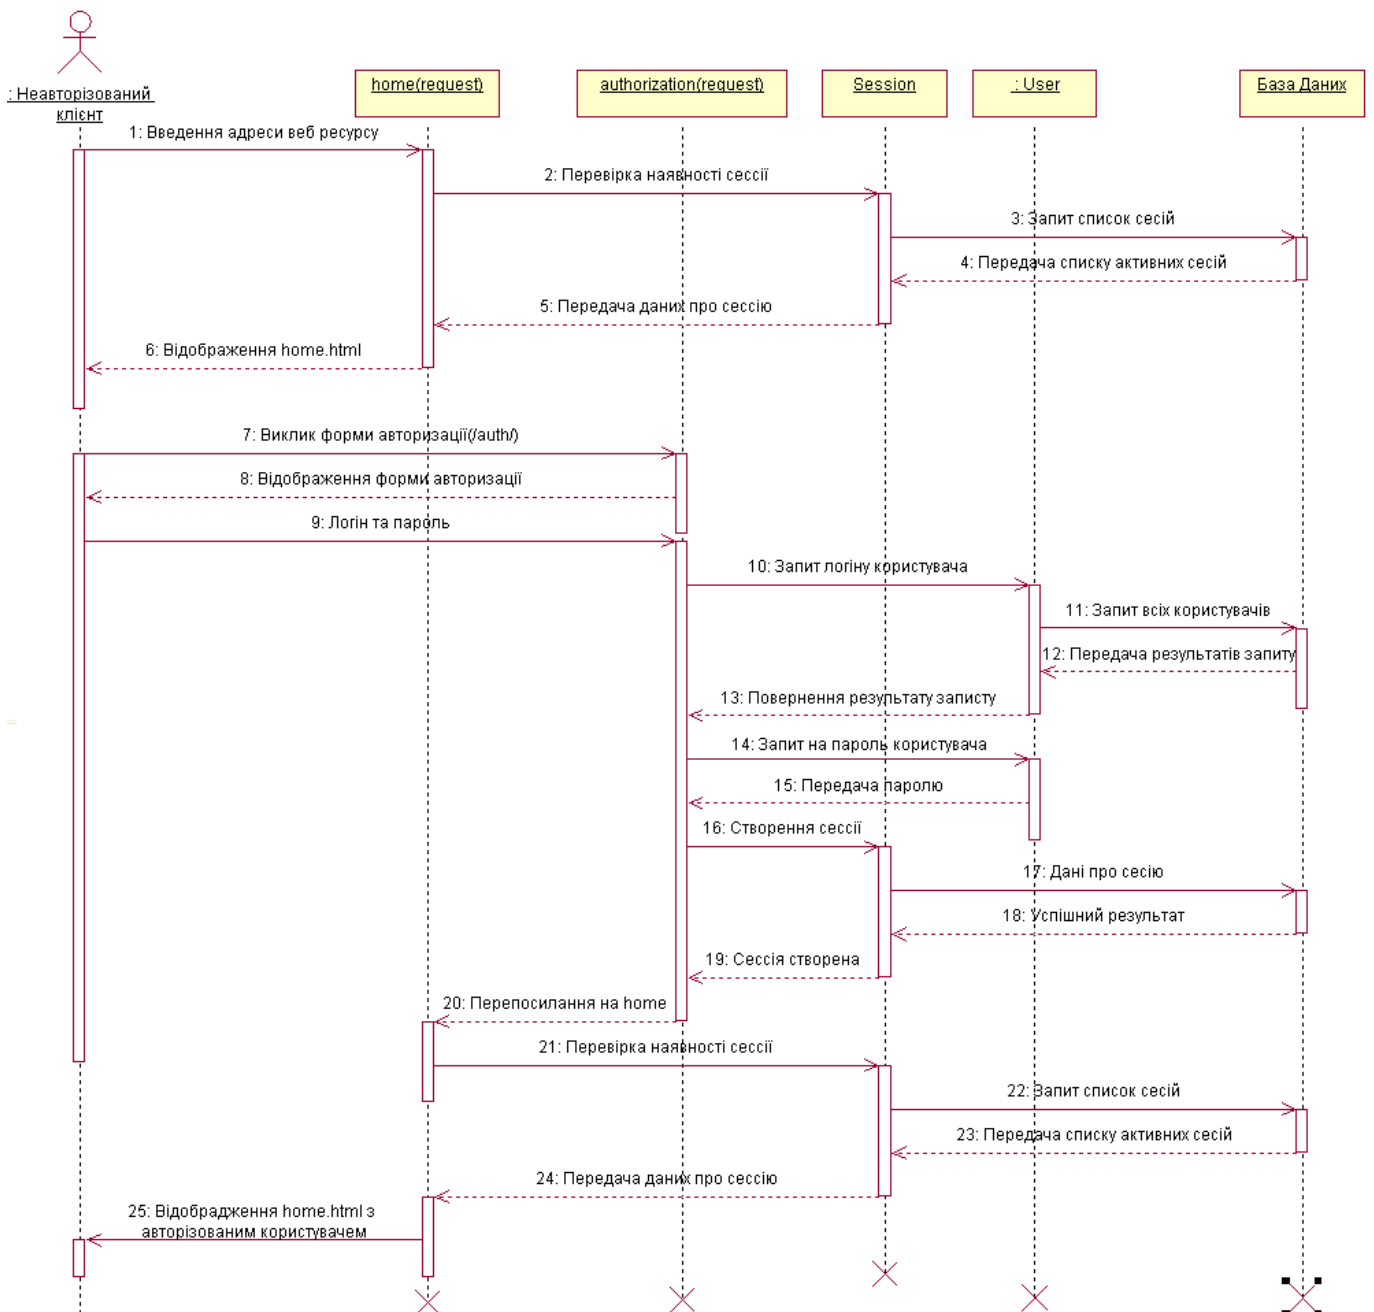 : Неавторізований
клієнт
home(request)
authorization(request)
Session
: User
База Даних
1: Введення адреси веб ресурсу
2: Перевірка наявності сессії
3: Запит список сесій
4: Передача списку активних сесій
5: Передача даних про сессію
6: Відображення home.html
7: Виклик форми авторизації(/auth/)
8: Відображення форми авторизації
9: Логін та пароль
10: Запит логіну користувача
11: Запит всіх користувачів
12: Передача результатів запиту
13: Повернення результату записту
14: Запит на пароль користувача
15: Передача паролю
16: Створення сессії
17: Дані про сесію
18: Успішний результат
19: Сессія створена
20: Перепосилання на home
21: Перевірка наявності сессії
22: Запит список сесій
23: Передача списку активних сесій
24: Передача даних про сессію
25: Відобрадження home.html з
авторізованим користувачем